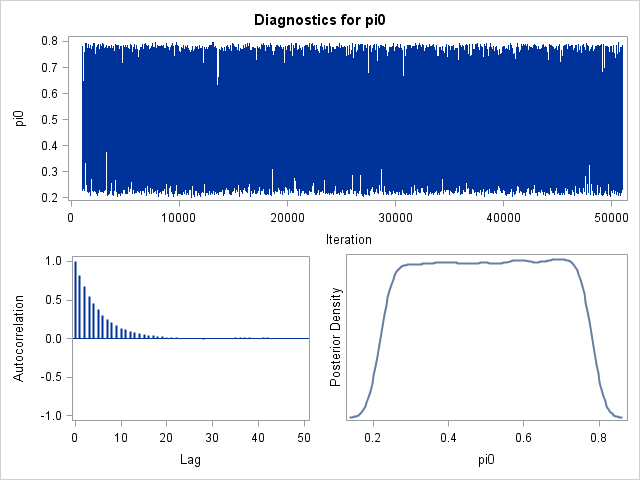 Diagnostics for pi0
0.8
0.7
0.6
0.5
0.4
0.3
0.2
pi0
0 10000 20000 30000 40000 50000
Iteration
1.0
0.5
0.0
-0.5
-1.0
Autocorrelation
0 10 20 30 40 50
Lag
Posterior Density
0.2 0.4 0.6 0.8
pi0